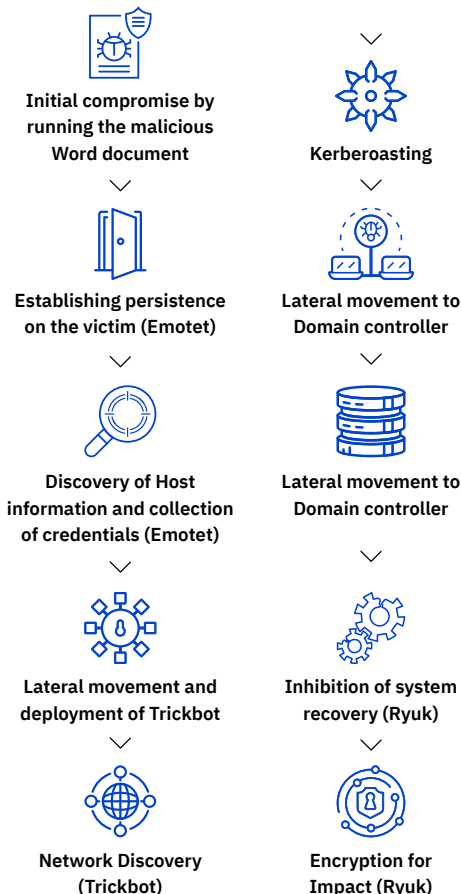 Initial compromise by
running the malicious
Word document
Establishing persistence
on the victim (Emotet)
Discovery of Host
information and collection
of credentials (Emotet)
Lateral movement and
deployment of Trickbot
Network Discovery
(Trickbot)
Kerberoasting
Lateral movement to
Domain controller
Lateral movement to
Domain controller
Inhibition of system
recovery (Ryuk)
Encryption for
Impact (Ryuk)